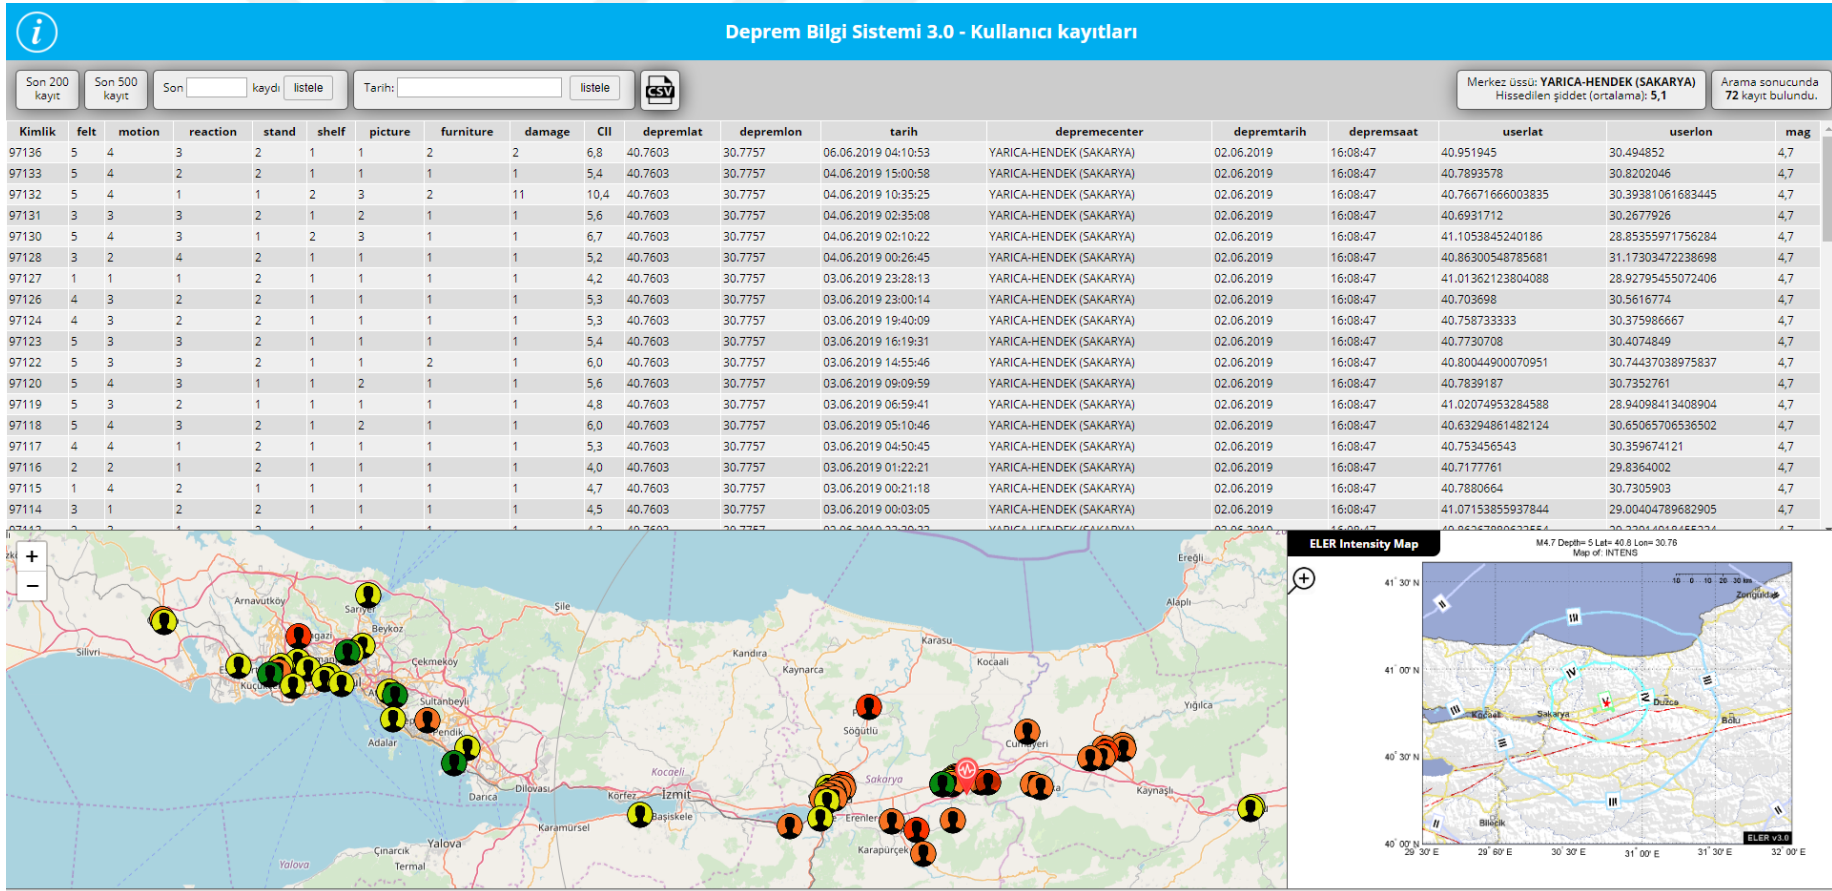 Deprem Bilgi Sistemi 3.0 - Kullanıcı kayıtları
Son 200 kayıt Son 500 kayıt Son kaydı listele Tarih: listele CSV Merkez üssü: YARICA-HENDEK (SAKARYA) Hissedilen şiddet (ortalama): 5,1 Arama sonucunda 72 kayıt bulundu.
Kimlik felt motion reaction stand shelf picture furniture damage CII depremlat depremlon tarih depremecenter depremtarih depremsaat userlat userlon mag
97136 5 4 3 2 1 1 2 2 6,8 40.7603 30.7757 06.06.2019 04:10:53 YARICA-HENDEK (SAKARYA) 02.06.2019 16:08:47 40.951945 30.494852 4,7
97133 5 4 2 2 1 1 1 1 5,4 40.7603 30.7757 04.06.2019 15:00:58 YARICA-HENDEK (SAKARYA) 02.06.2019 16:08:47 40.7893578 30.8202046 4,7
97132 5 4 1 1 2 3 2 11 10,4 40.7603 30.7757 04.06.2019 10:35:25 YARICA-HENDEK (SAKARYA) 02.06.2019 16:08:47 40.76671666003835 30.39381061683445 4,7
97131 3 3 3 2 1 2 1 1 5,6 40.7603 30.7757 04.06.2019 02:35:08 YARICA-HENDEK (SAKARYA) 02.06.2019 16:08:47 40.6931712 30.2677926 4,7
97130 5 4 3 1 2 3 1 1 6,7 40.7603 30.7757 04.06.2019 02:10:22 YARICA-HENDEK (SAKARYA) 02.06.2019 16:08:47 41.1053845240186 28.85355971756284 4,7
97128 3 2 4 2 1 1 1 1 5,2 40.7603 30.7757 04.06.2019 00:26:45 YARICA-HENDEK (SAKARYA) 02.06.2019 16:08:47 40.86300548785681 31.17303472238698 4,7
97127 1 1 1 2 1 1 1 1 4,2 40.7603 30.7757 03.06.2019 23:28:13 YARICA-HENDEK (SAKARYA) 02.06.2019 16:08:47 41.01362123804088 28.92795455072406 4,7
97126 4 3 2 2 1 1 1 1 5,3 40.7603 30.7757 03.06.2019 23:00:14 YARICA-HENDEK (SAKARYA) 02.06.2019 16:08:47 40.703698 30.5616774 4,7
97124 4 3 2 2 1 1 1 1 5,3 40.7603 30.7757 03.06.2019 19:40:09 YARICA-HENDEK (SAKARYA) 02.06.2019 16:08:47 40.758733333 30.375986667 4,7
97123 5 3 3 2 1 1 1 1 5,4 40.7603 30.7757 03.06.2019 16:19:31 YARICA-HENDEK (SAKARYA) 02.06.2019 16:08:47 40.7730708 30.4074849 4,7
97122 5 3 3 2 1 1 2 1 6,0 40.7603 30.7757 03.06.2019 14:55:46 YARICA-HENDEK (SAKARYA) 02.06.2019 16:08:47 40.80044900070951 30.74437038975837 4,7
97120 5 4 3 1 1 2 1 1 5,6 40.7603 30.7757 03.06.2019 09:09:59 YARICA-HENDEK (SAKARYA) 02.06.2019 16:08:47 40.7839187 30.7352761 4,7
97119 5 3 2 1 1 1 1 1 4,8 40.7603 30.7757 03.06.2019 06:59:41 YARICA-HENDEK (SAKARYA) 02.06.2019 16:08:47 41.02074953284588 28.94098413408904 4,7
97118 5 4 3 2 1 2 1 1 6,0 40.7603 30.7757 03.06.2019 05:10:46 YARICA-HENDEK (SAKARYA) 02.06.2019 16:08:47 40.63294861482124 30.65065706536502 4,7
97117 4 4 1 2 1 1 1 1 5,3 40.7603 30.7757 03.06.2019 04:50:45 YARICA-HENDEK (SAKARYA) 02.06.2019 16:08:47 40.753456543 30.359674121 4,7
97116 2 2 1 2 1 1 1 1 4,0 40.7603 30.7757 03.06.2019 01:22:21 YARICA-HENDEK (SAKARYA) 02.06.2019 16:08:47 40.7177761 29.8364002 4,7
97115 1 4 2 1 1 1 1 1 4,7 40.7603 30.7757 03.06.2019 00:21:18 YARICA-HENDEK (SAKARYA) 02.06.2019 16:08:47 40.7880664 30.7305903 4,7
97114 3 1 2 2 1 1 1 1 4,5 40.7603 30.7757 03.06.2019 00:03:05 YARICA-HENDEK (SAKARYA) 02.06.2019 16:08:47 41.07153855937844 29.00404789682905 4,7
+
−
Arnavutköy
Sarıyer
Beykoz
Silivri
Çekmeköy
Sultanbeyli
Pendik
Adalar
Darıca
Dilovası
Şile
Kandıra
Kaynarca
Karasu
Kocaali
Ereğli
Alaplı
Yığılca
Söğütlü
Kocaeli
Körfez
İzmit
Başiskele
Sakarya
Erenler
Karapürçek
Kaynaşlı
Karamürsel
Yalova
Yalova
Çınarcık
Termal
ELER Intensity Map
M4.7 Depth= 5 Lat= 40.8 Lon= 30.76
Map of: INTENS
10 0 10 20 30 km
Zonguldak
41° 30' N
41° 00' N
40° 30' N
40° 00' N
II
III
IV
III
III
IV
III
III
II
II
Kocaeli
Sakarya
Düzce
Bolu
Bilecik
ELER v3.0
29° 30' E
30° 30' E
31° 00' E
31° 30' E
32° 00' E